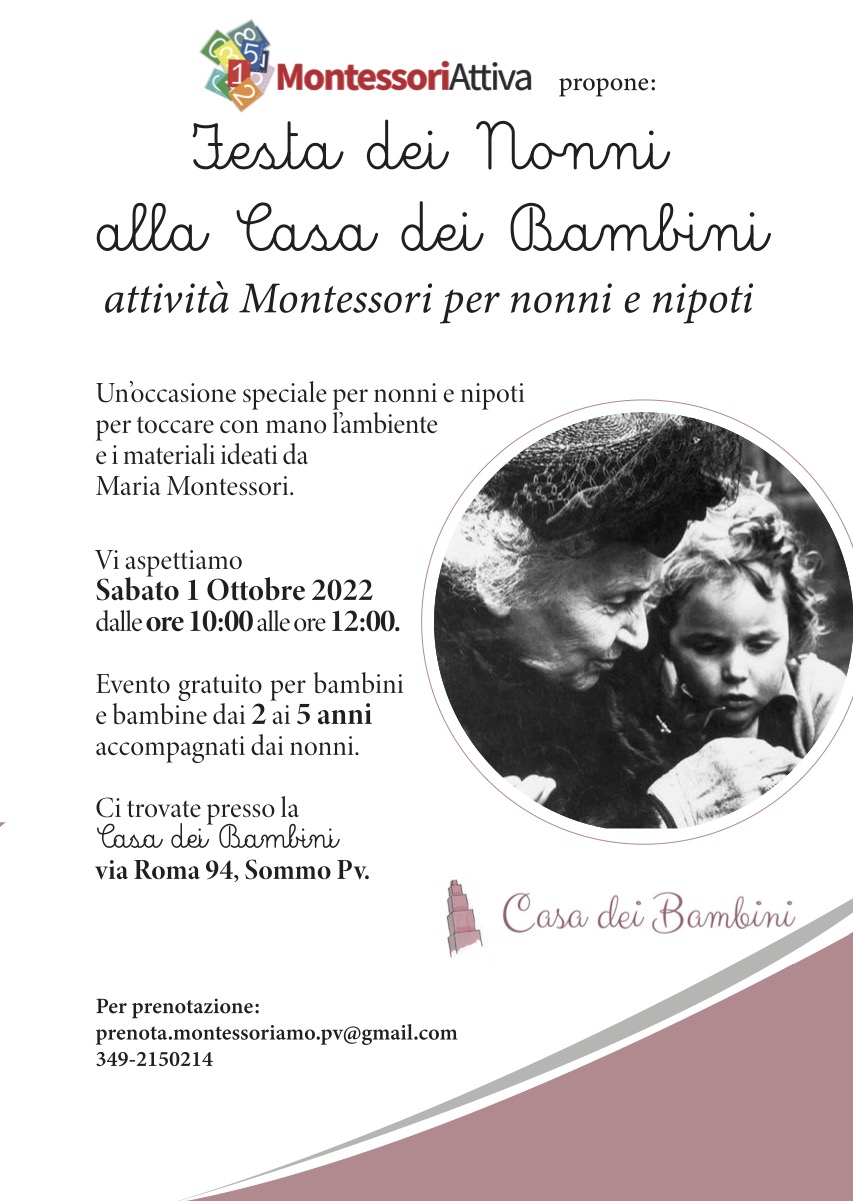 MontessoriAttiva propone:
Festa dei Nonni
alla Casa dei Bambini
attività Montessori per nonni e nipoti
Un'occasione speciale per nonni e nipoti
per toccare con mano l'ambiente
e i materiali ideati da
Maria Montessori.
Vi aspettiamo
Sabato 1 Ottobre 2022
dalle ore 10:00 alle ore 12:00.
Evento gratuito per bambini
e bambine dai 2 ai 5 anni
accompagnati dai nonni.
Ci trovate presso la
Casa dei Bambini
via Roma 94, Sommo Pv.
Casa dei Bambini
Per prenotazione:
prenota.montessoriamo.pv@gmail.com
349-2150214